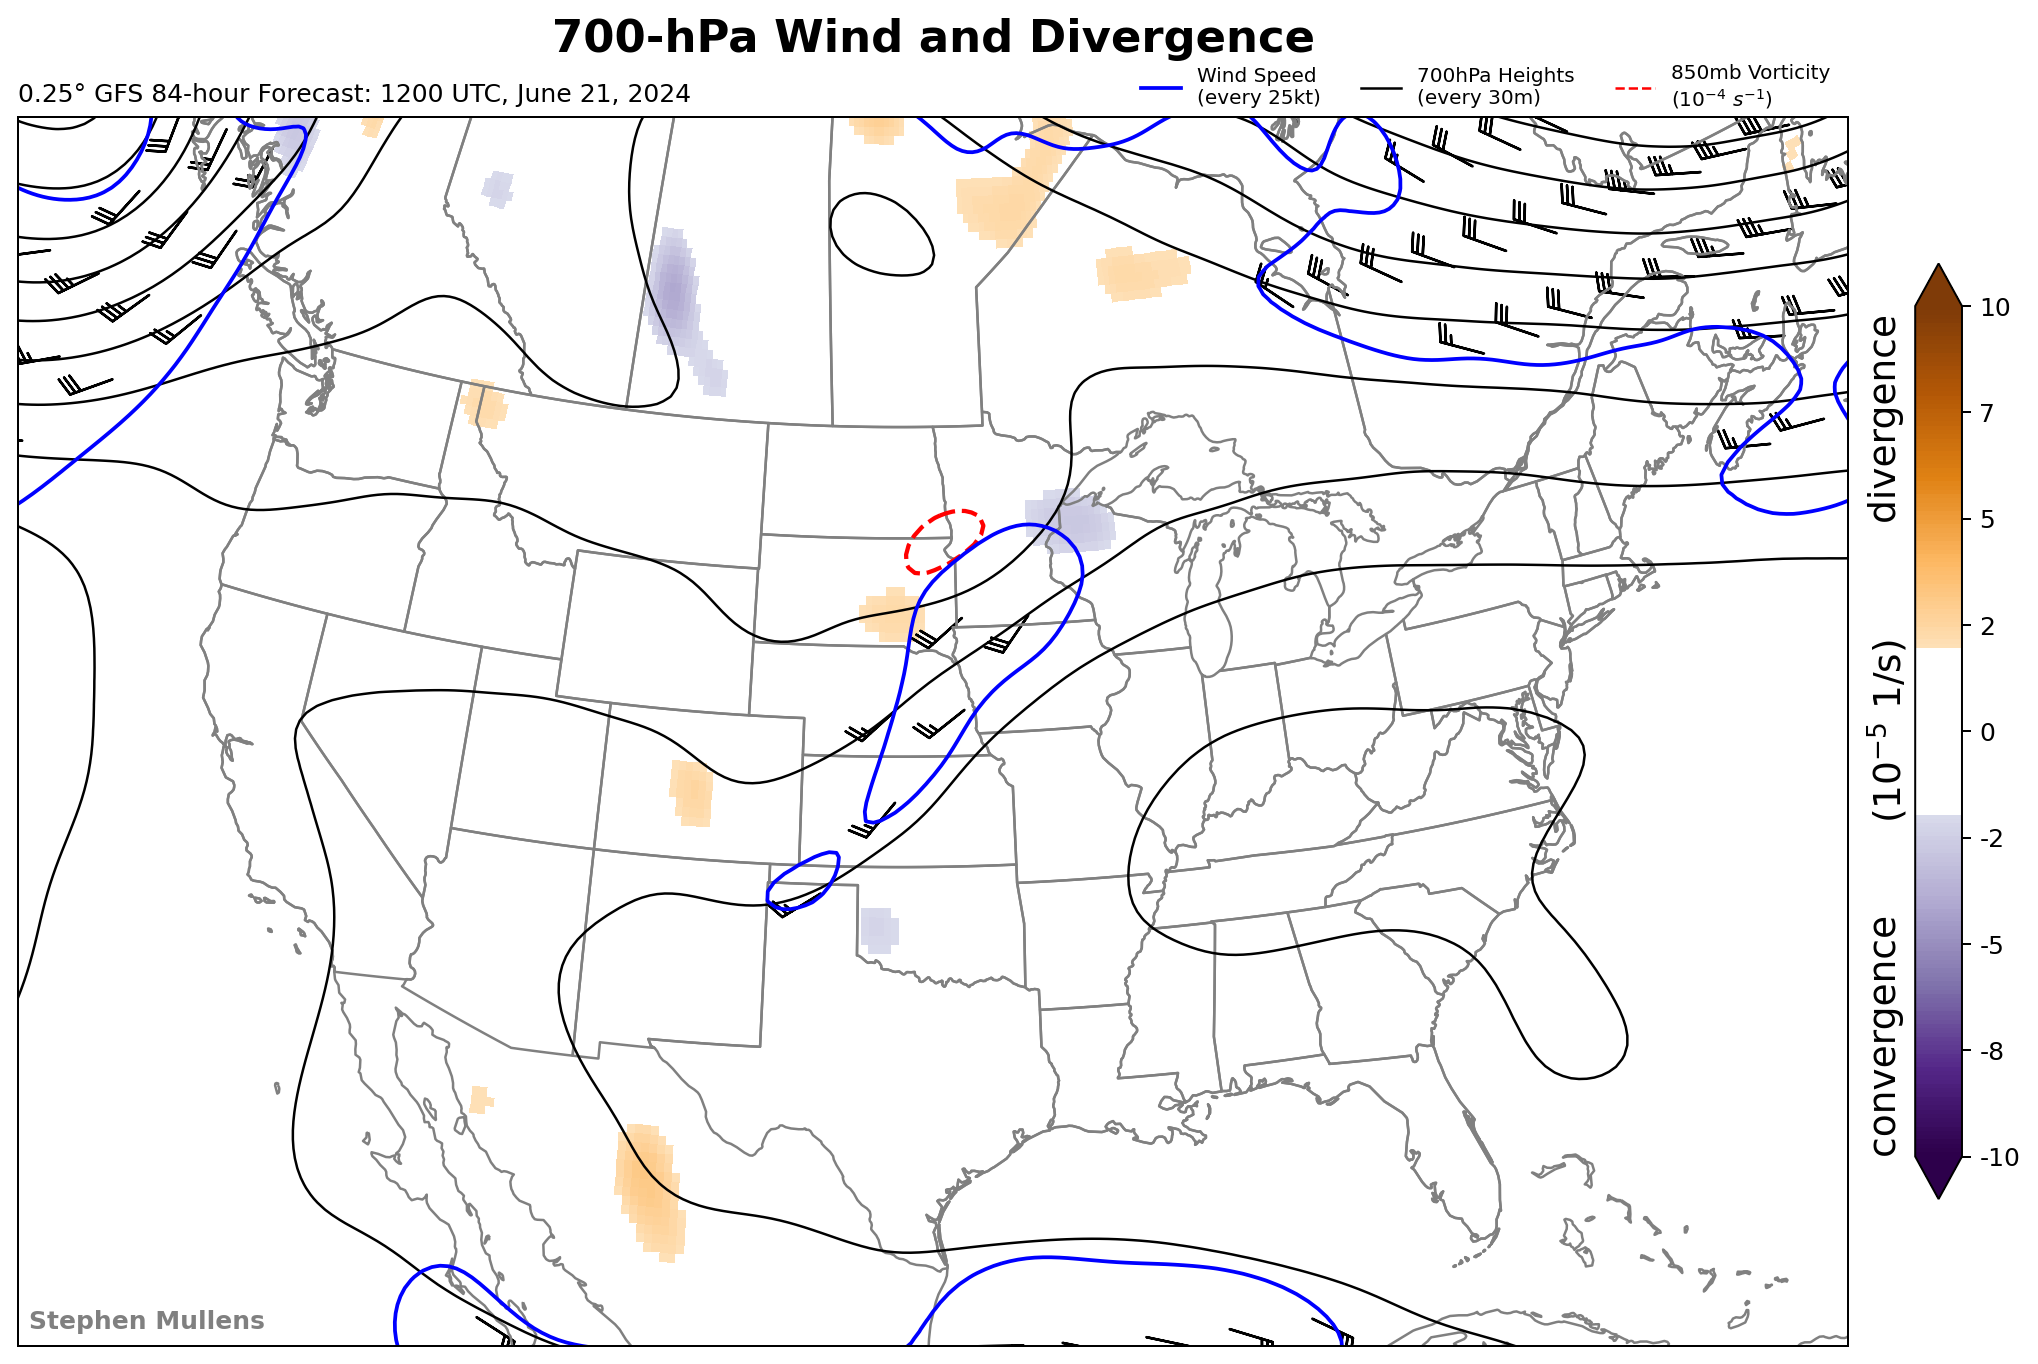 700-hPa Wind and Divergence
0.25° GFS 84-hour Forecast: 1200 UTC, June 21, 2024
Wind Speed
(every 25kt)
700hPa Heights
(every 30m)
850mb Vorticity
(10⁻⁴ s⁻¹)
10
7
5
2
0
-2
-5
-8
-10
convergence (10⁻⁵ 1/s) divergence
Stephen Mullens